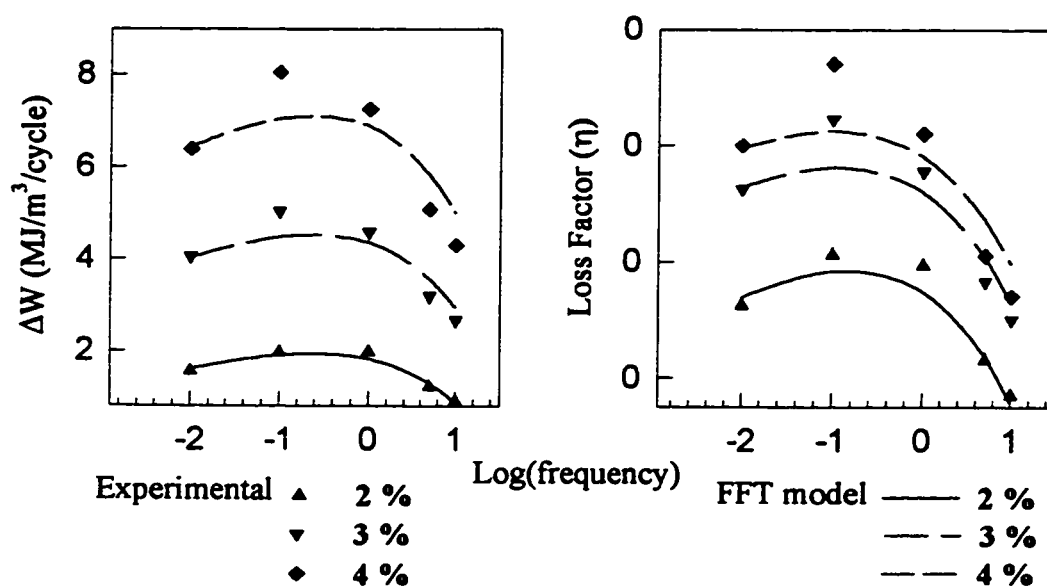 ΔW (MJ/m³/cycle)
8
6
4
2
-2 -1 0 1
Loss Factor (η)
0
0
0
0
-2 -1 0 1
Log(frequency)
Experimental ▲ 2 %
▼ 3 %
◆ 4 %
FFT model 2 %
3 %
4 %